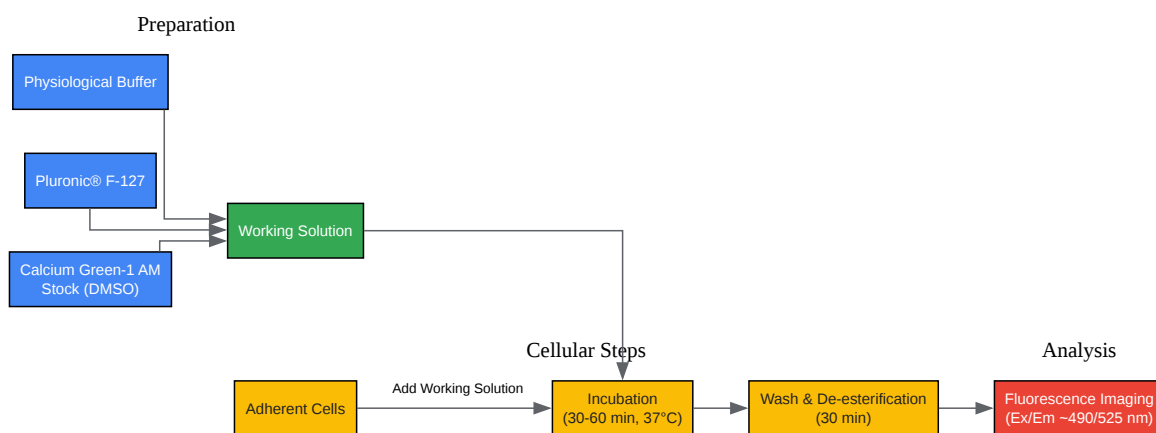 Preparation
Physiological Buffer
Pluronic® F-127
Working Solution
Calcium Green-1 AM
Stock (DMSO)
Cellular Steps
Analysis
Adherent Cells
Add Working Solution
Incubation
(30-60 min, 37°C)
Wash & De-esterification
(30 min)
Fluorescence Imaging
(Ex/Em ~490/525 nm)